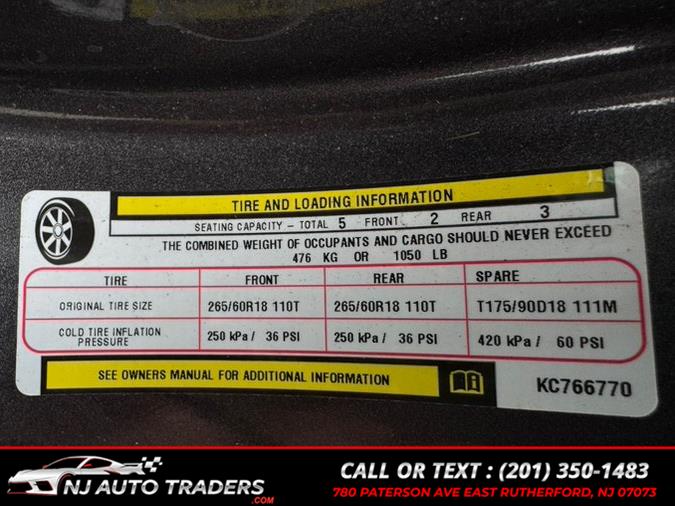 TIRE AND LOADING INFORMATION
SEATING CAPACITY - TOTAL 5 FRONT 2 REAR 3
THE COMBINED WEIGHT OF OCCUPANTS AND CARGO SHOULD NEVER EXCEED
476 KG OR 1050 LB
TIRE FRONT REAR SPARE
ORIGINAL TIRE SIZE 265/60R18 110T 265/60R18 110T T175/90D18 111M
COLD TIRE INFLATION PRESSURE 250 kPa / 36 PSI 250 kPa / 36 PSI 420 kPa / 60 PSI
SEE OWNERS MANUAL FOR ADDITIONAL INFORMATION KC766770
NJ AUTO TRADERS.COM
CALL OR TEXT : (201) 350-1483
780 PATERSON AVE EAST RUTHERFORD, NJ 07073